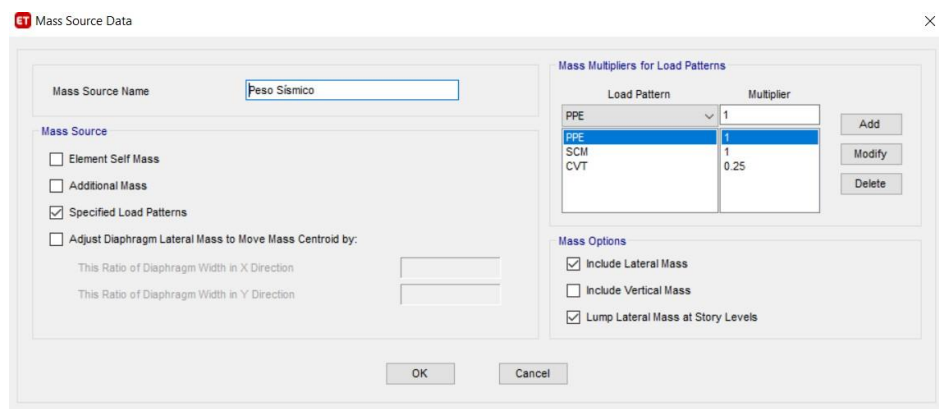 ET Mass Source Data
Mass Source Name Peso Sísmico
Mass Source
Element Self Mass
Additional Mass
Specified Load Patterns
Adjust Diaphragm Lateral Mass to Move Mass Centroid by:
This Ratio of Diaphragm Width in X Direction
This Ratio of Diaphragm Width in Y Direction
Mass Multipliers for Load Patterns
Load Pattern Multiplier
PPE 1
PPE 1
SCM 1
CVT 0.25
Add
Modify
Delete
Mass Options
Include Lateral Mass
Include Vertical Mass
Lump Lateral Mass at Story Levels
OK Cancel